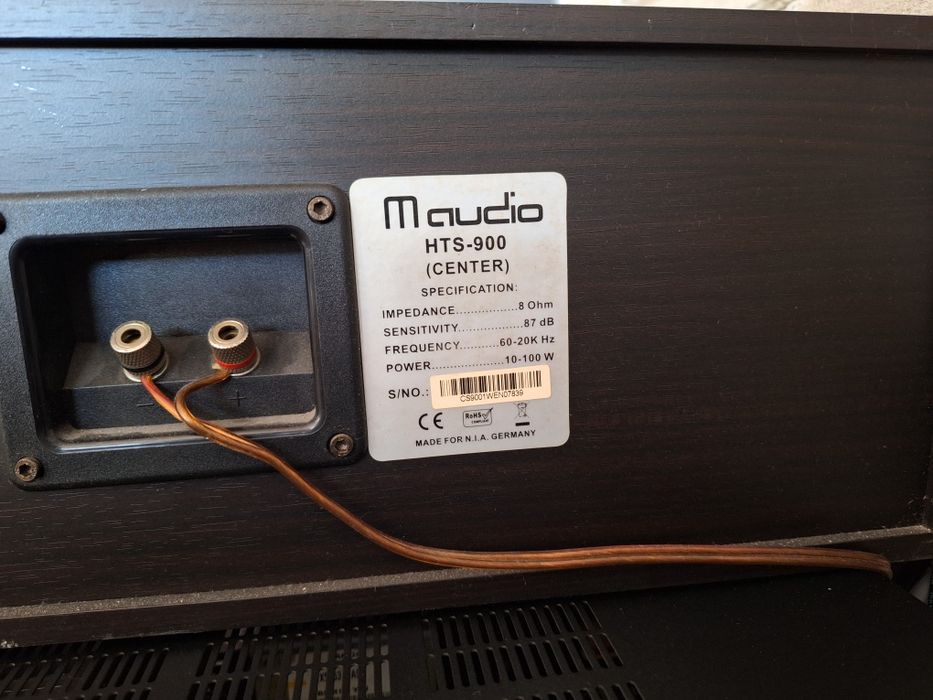 M audio
HTS-900
(CENTER)
SPECIFICATION:
IMPEDANCE.................8 Ohm
SENSITIVITY..................87 dB
FREQUENCY...........60-20K Hz
POWER....................10-100 W
S/NO.:
CS9001WEN07839
CE RoHS COMPLIANT
MADE FOR N.I.A. GERMANY
- +